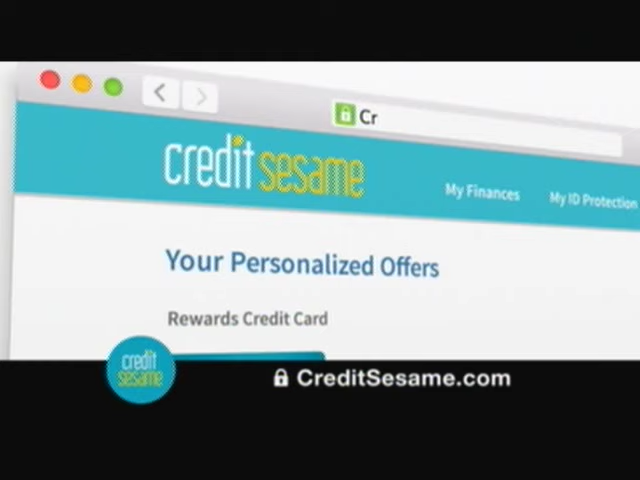 Cr
credit sesame
My Finances My ID Protection
Your Personalized Offers
Rewards Credit Card
credit
sesame
CreditSesame.com